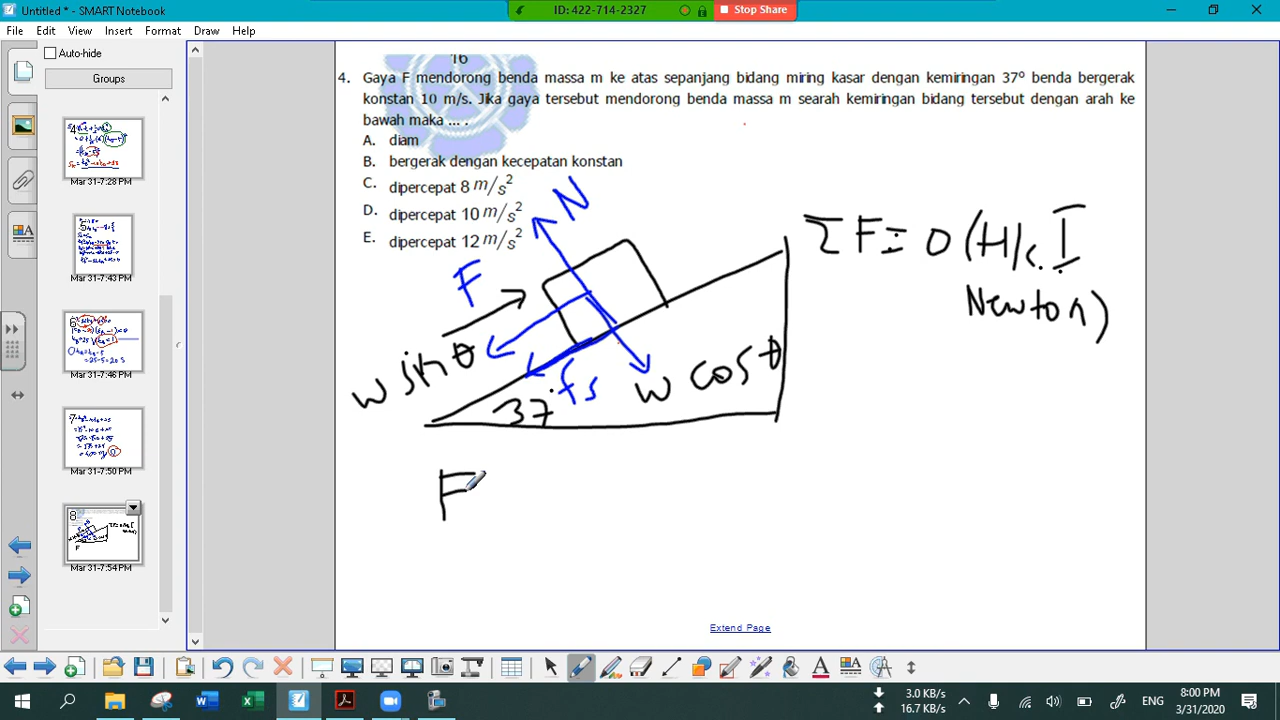 Untitled * - SMART Notebook
ID: 422-714-2327
Stop Share
File Edit View Insert Format Draw Help
Auto-hide
Groups
Mar 31-7:28 PM
Mar 31-7:43 PM
Mar 31-7:48 PM
Mar 31-7:50 PM
8
Mar 31-7:54 PM
16
4. Gaya F mendorong benda massa m ke atas sepanjang bidang miring kasar dengan kemiringan 37⁰ benda bergerak
konstan 10 m/s. Jika gaya tersebut mendorong benda massa m searah kemiringan bidang tersebut dengan arah ke
bawah maka ... .
A. diam
B. bergerak dengan kecepatan konstan
C. dipercepat 8 m/s²
D. dipercepat 10 m/s²
E. dipercepat 12 m/s²
N
F
w sin θ
fs
w cos θ
37°
ΣF = 0 (Hk. I
Newton)
F
Extend Page
3.0 KB/s
16.7 KB/s
ENG
8:00 PM
3/31/2020